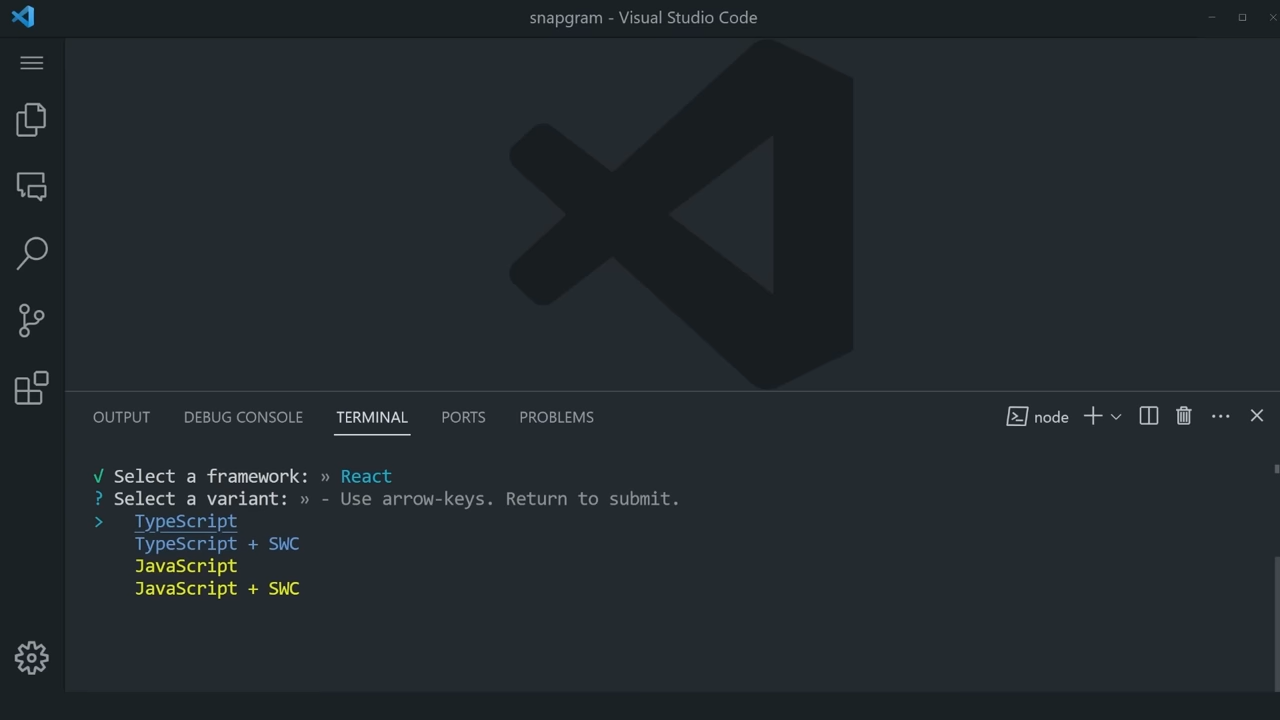 snapgram - Visual Studio Code
OUTPUT DEBUG CONSOLE TERMINAL PORTS PROBLEMS node
√ Select a framework: » React
? Select a variant: » - Use arrow-keys. Return to submit.
> TypeScript
TypeScript + SWC
JavaScript
JavaScript + SWC